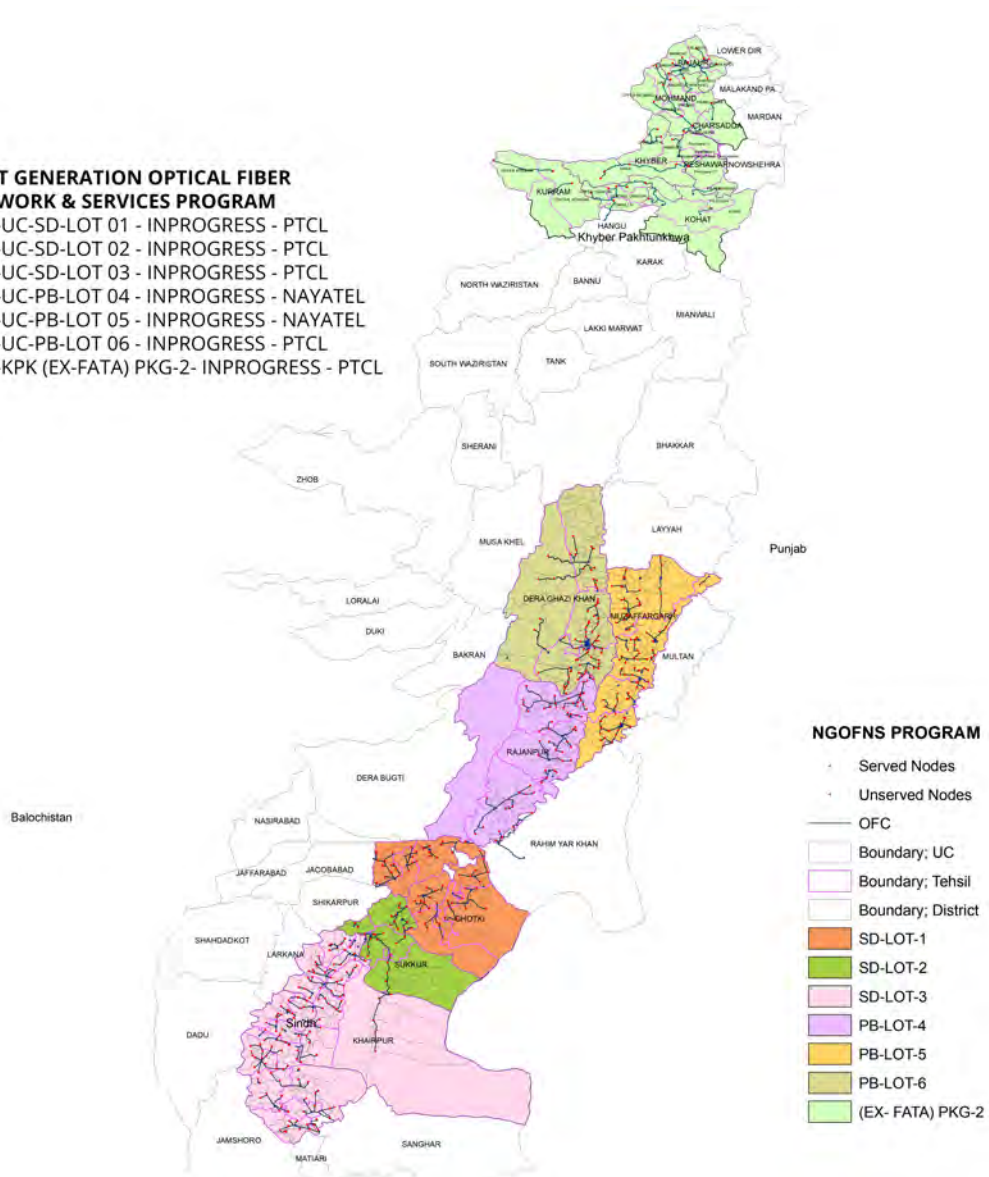 T GENERATION OPTICAL FIBER
WORK & SERVICES PROGRAM
-UC-SD-LOT 01 - INPROGRESS - PTCL
-UC-SD-LOT 02 - INPROGRESS - PTCL
-UC-SD-LOT 03 - INPROGRESS - PTCL
-UC-PB-LOT 04 - INPROGRESS - NAYATEL
-UC-PB-LOT 05 - INPROGRESS - NAYATEL
-UC-PB-LOT 06 - INPROGRESS - PTCL
-KPK (EX-FATA) PKG-2- INPROGRESS - PTCL
LOWER DIR
MALAKAND PA
MOHMAND
MARDAN
CHARSADDA
KHYBER
NOWSHEHRA
KURRAM
KOHAT
HANGU
Khyber Pakhtunkhwa
KARAK
NORTH WAZIRISTAN
BANNU
MIANWALI
LAKKI MARWAT
SOUTH WAZIRISTAN
TANK
SHERANI
BHAKKAR
ZHOB
LAYYAH
MUSA KHEL
Punjab
DERA GHAZI KHAN
LORALAI
MUZAFFARGARH
DUKI
BAKRAN
MULTAN
RAJANPUR
DERA BUGTI
Balochistan
NASIRABAD
RAHIM YAR KHAN
JAFFARABAD
JACOBABAD
SHIKARPUR
GHOTKI
SHAHDADKOT
LARKANA
SUKKUR
Sindh
DADU
KHAIRPUR
JAMSHORO
SANGHAR
MATIARI
NGOFNS PROGRAM
Served Nodes
Unserved Nodes
OFC
Boundary; UC
Boundary; Tehsil
Boundary; District
SD-LOT-1
SD-LOT-2
SD-LOT-3
PB-LOT-4
PB-LOT-5
PB-LOT-6
(EX- FATA) PKG-2